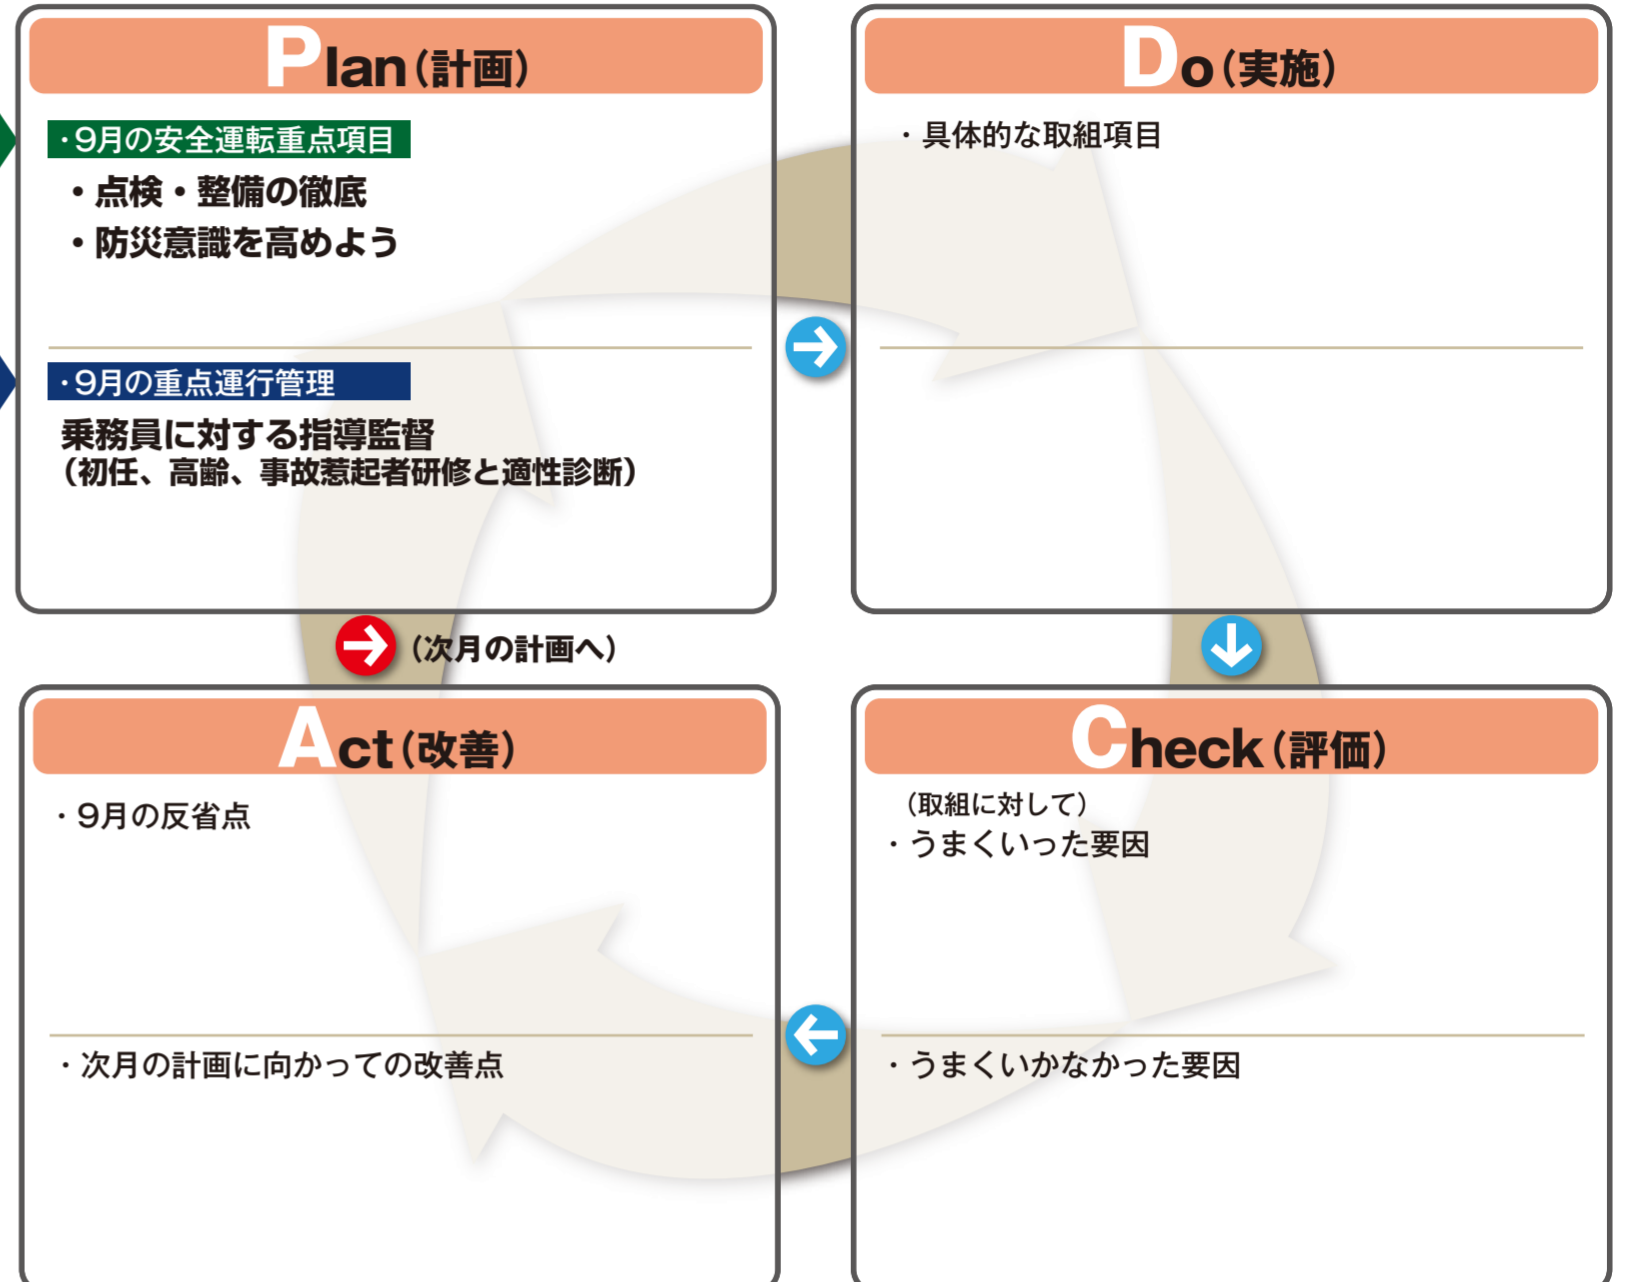 Plan(計画)
・9月の安全運転重点項目
・点検・整備の徹底
・防災意識を高めよう
・9月の重点運行管理
乗務員に対する指導監督
(初任、高齢、事故惹起者研修と適性診断)
Do(実施)
・具体的な取組項目
(次月の計画へ)
Act(改善)
・9月の反省点
・次月の計画に向かっての改善点
Check(評価)
(取組に対して)
・うまくいった要因
・うまくいかなかった要因